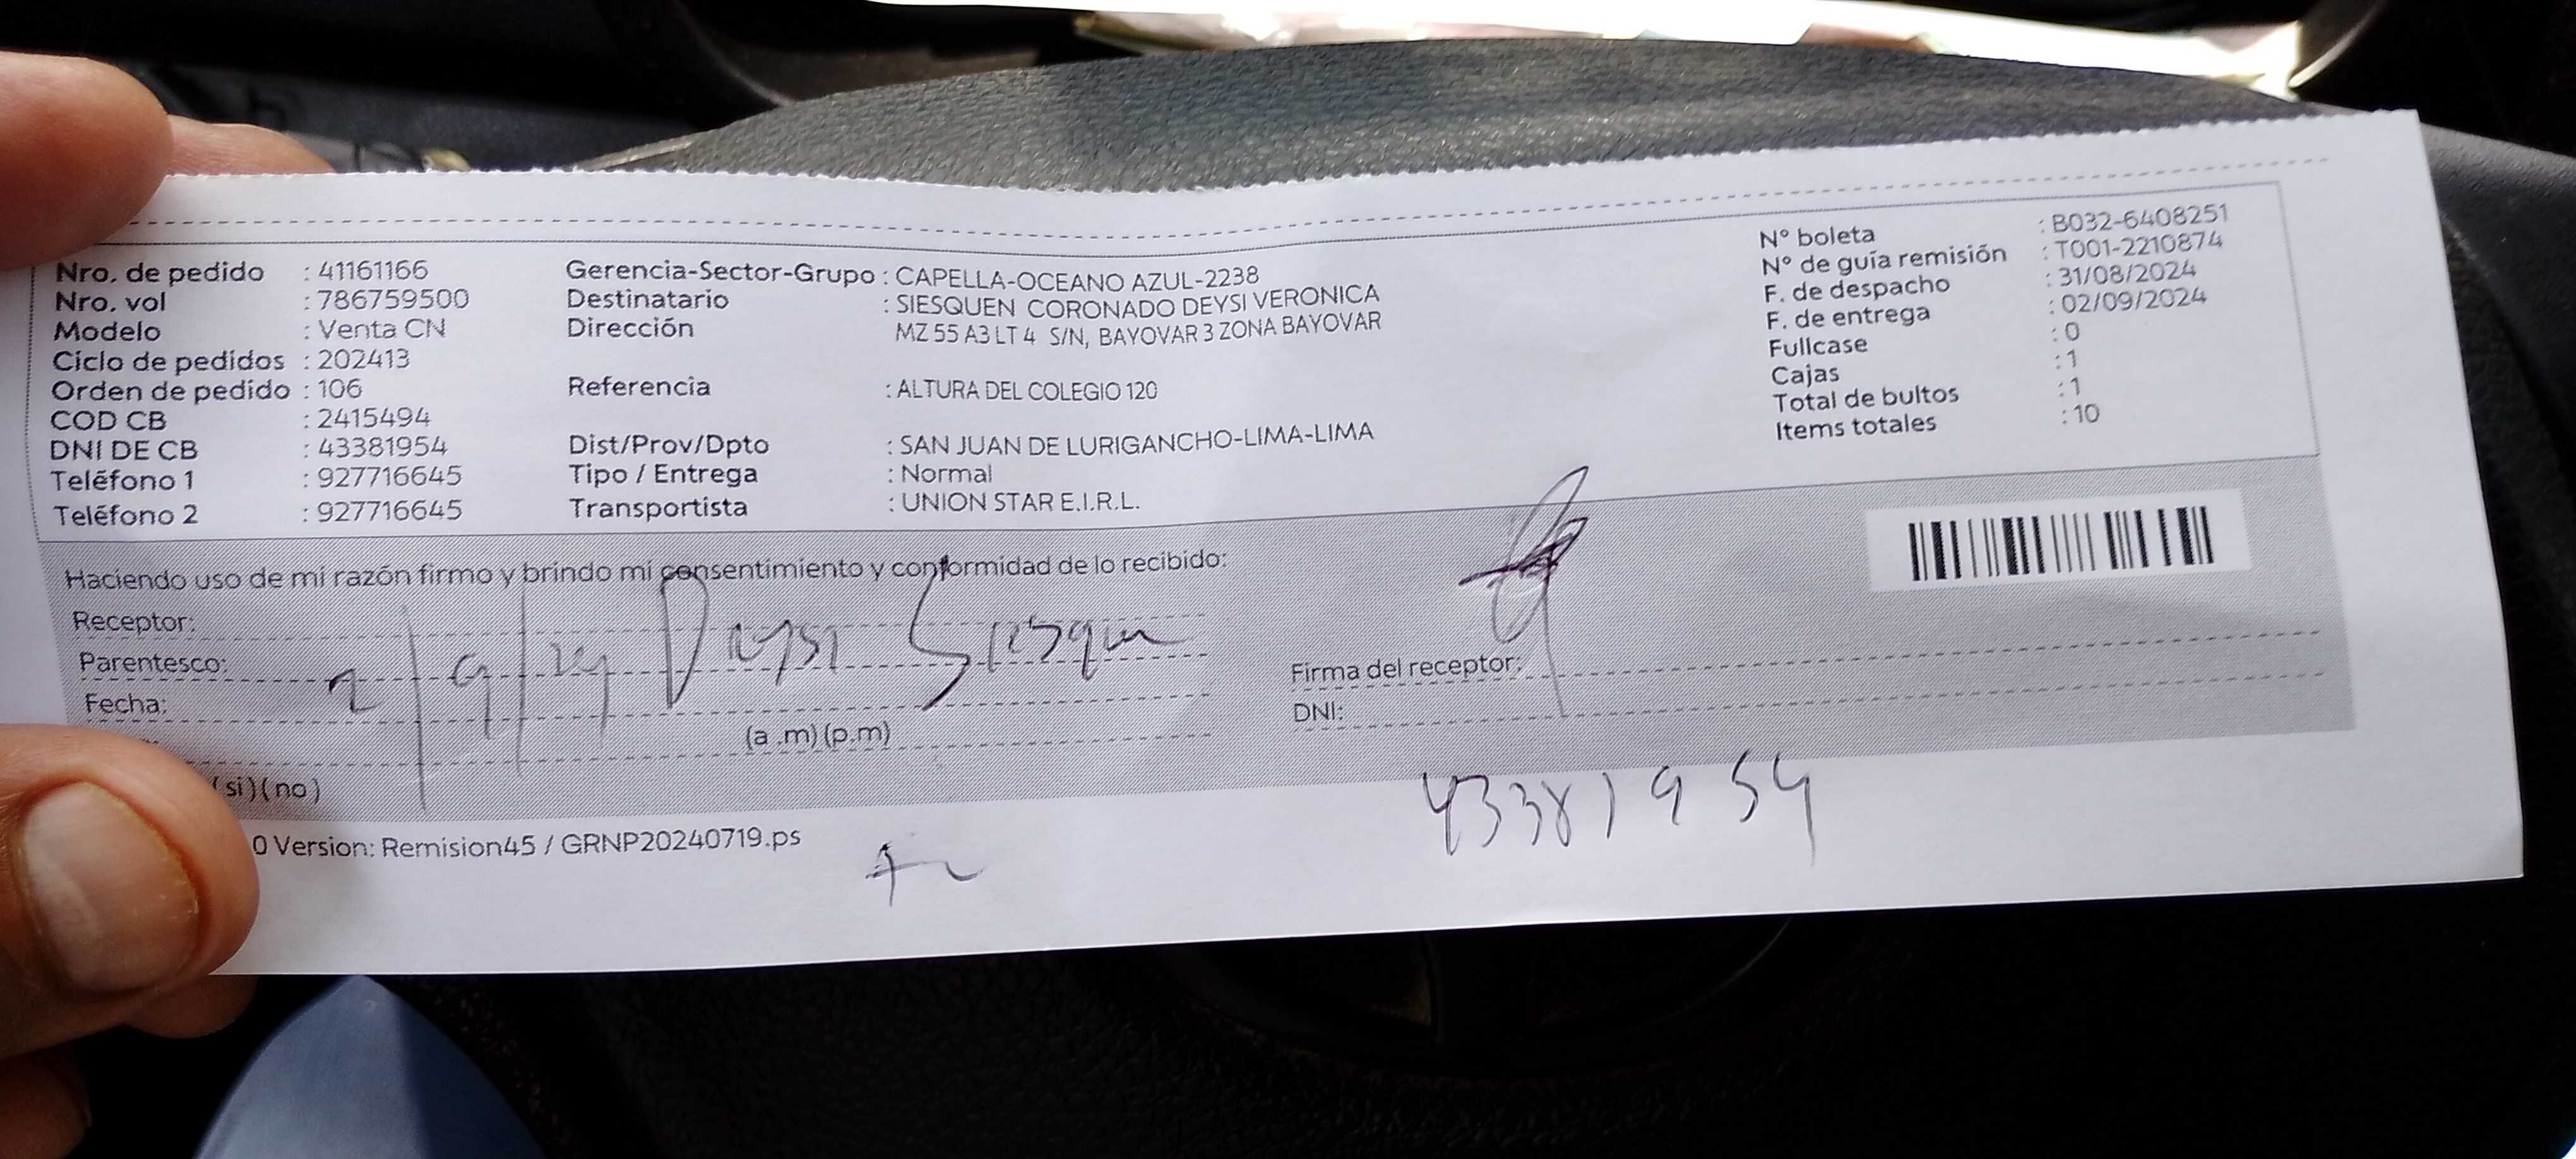 Nro. de pedido : 41161166
Nro. vol : 786759500
Modelo : Venta CN
Ciclo de pedidos : 202413
Orden de pedido : 106
COD CB : 2415494
DNI DE CB : 43381954
Teléfono 1 : 927716645
Teléfono 2 : 927716645
Gerencia-Sector-Grupo : CAPELLA-OCEANO AZUL-2238
Destinatario : SIESQUEN CORONADO DEYSI VERONICA
Dirección MZ 55 A3 LT 4 S/N, BAYOVAR 3 ZONA BAYOVAR
Referencia : ALTURA DEL COLEGIO 120
Dist/Prov/Dpto : SAN JUAN DE LURIGANCHO-LIMA-LIMA
Tipo / Entrega : Normal
Transportista : UNION STAR E.I.R.L.
N° boleta : B032-6408251
N° de guía remisión : T001-2210874
F. de despacho : 31/08/2024
F. de entrega : 02/09/2024
Fullcase : 0
Cajas : 1
Total de bultos : 1
Items totales : 10
Haciendo uso de mi razón firmo y brindo mi consentimiento y conformidad de lo recibido:
Receptor:
Parentesco:
2/9/24 Deysi Siesquen
Fecha:
(a .m) (p.m)
(si) (no)
Firma del receptor:
DNI:
43381954
0 Version: Remision45 / GRNP20240719.ps